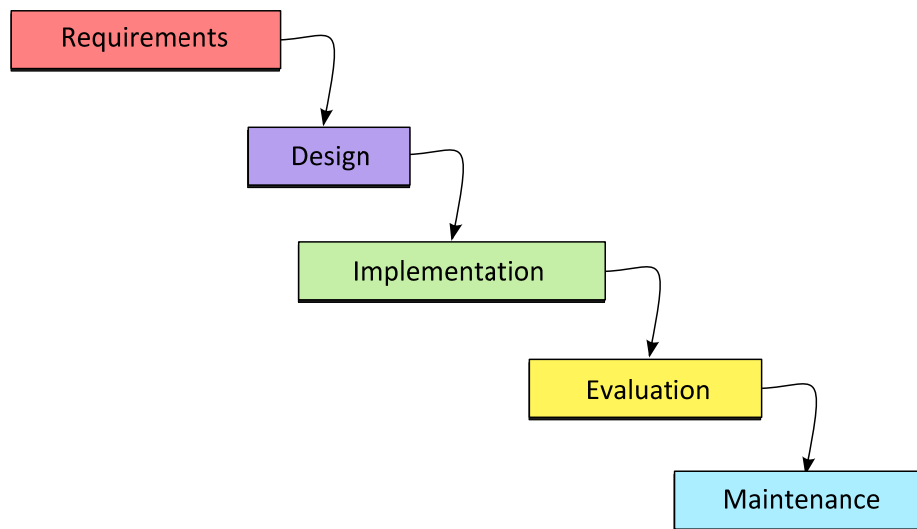 Requirements
Design
Implementation
Evaluation
Maintenance